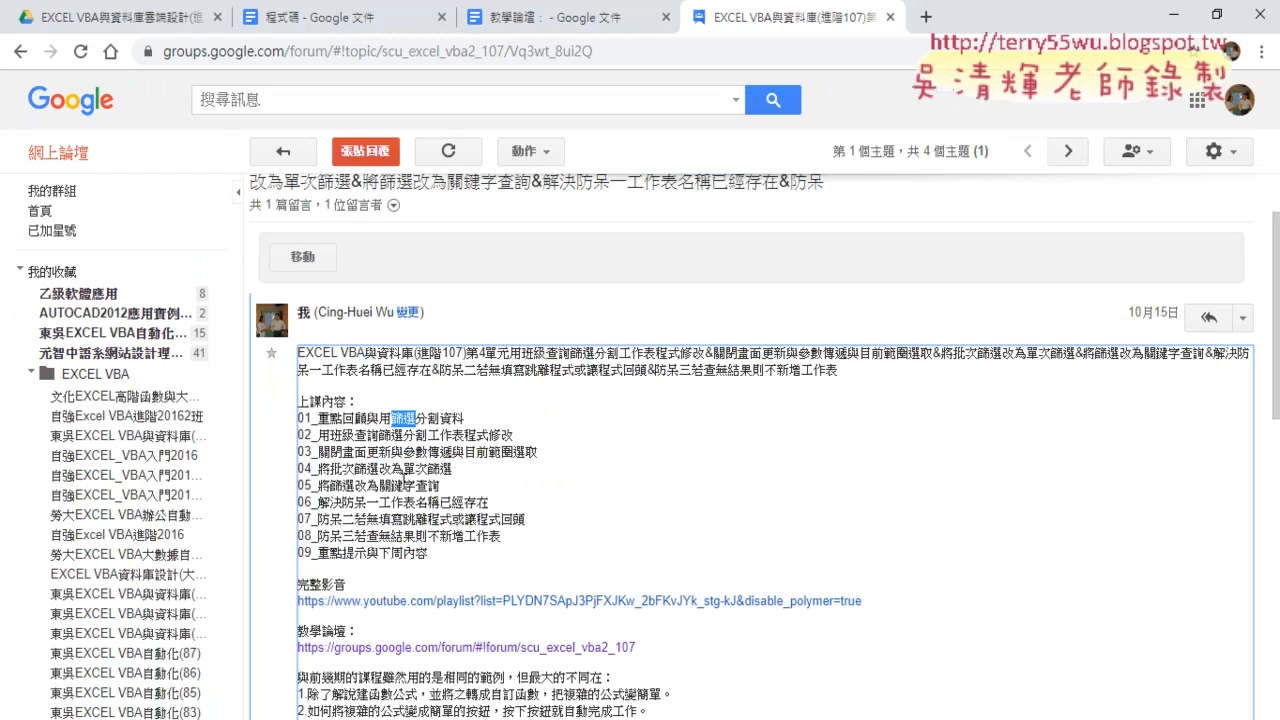 EXCEL VBA與資料庫雲端設計(進
程式碼 - Google 文件
教學論壇： - Google 文件
EXCEL VBA與資料庫(進階107)第
groups.google.com/forum/#!topic/scu_excel_vba2_107/Vq3wt_8ui2Q
http://terry55wu.blogspot.tw
吳清輝老師錄製
Google
搜尋訊息
網上論壇
張貼回覆
動作
第 1 個主題，共 4 個主題 (1)
我的群組
首頁
已加星號
我的收藏
乙級軟體應用 8
AUTOCAD2012應用實例... 2
東吳EXCEL VBA自動化(... 15
元智中語系網站設計理... 41
EXCEL VBA
文化EXCEL高階函數與大...
自強Excel VBA進階20162班
東吳EXCEL VBA與資料庫(...
自強EXCEL_VBA入門2016
自強EXCEL_VBA入門201...
自強EXCEL_VBA入門201...
勞大EXCEL VBA辦公自動...
自強Excel VBA進階2016
勞大EXCEL VBA大數據自...
EXCEL VBA資料庫設計(大...
東吳EXCEL VBA與資料庫(...
東吳EXCEL VBA與資料庫(...
東吳EXCEL VBA與資料庫(...
東吳EXCEL VBA自動化(87)
東吳EXCEL VBA自動化(86)
東吳EXCEL VBA自動化(85)
東吳EXCEL VBA自動化(83)
改為單次篩選&將篩選改為關鍵字查詢&解決防呆一工作表名稱已經存在&防呆
共 1 篇留言，1 位留言者
移動
我 (Cing-Huei Wu 變更)
10月15日
EXCEL VBA與資料庫(進階107)第4單元用班級查詢篩選分割工作表程式修改&關閉畫面更新與參數傳遞與目前範圍選取&將批次篩選改為單次篩選&將篩選改為關鍵字查詢&解決防
呆一工作表名稱已經存在&防呆二若無填寫跳離程式或讓程式回頭&防呆三若查無結果則不新增工作表
上課內容：
01_重點回顧與用篩選分割資料
02_用班級查詢篩選分割工作表程式修改
03_關閉畫面更新與參數傳遞與目前範圍選取
04_將批次篩選改為單次篩選
05_將篩選改為關鍵字查詢
06_解決防呆一工作表名稱已經存在
07_防呆二若無填寫跳離程式或讓程式回頭
08_防呆三若查無結果則不新增工作表
09_重點提示與下周內容
完整影音
https://www.youtube.com/playlist?list=PLYDN7SApJ3PjFXJKw_2bFKvJYk_stg-kJ&disable_polymer=true
教學論壇：
https://groups.google.com/forum/#!forum/scu_excel_vba2_107
與前幾期的課程雖然用的是相同的範例，但最大的不同在：
1.除了解說建函數公式，並將之轉成自訂函數，把複雜的公式變簡單。
2.如何將複雜的公式變成簡單的按鈕，按下按鈕就自動完成工作。